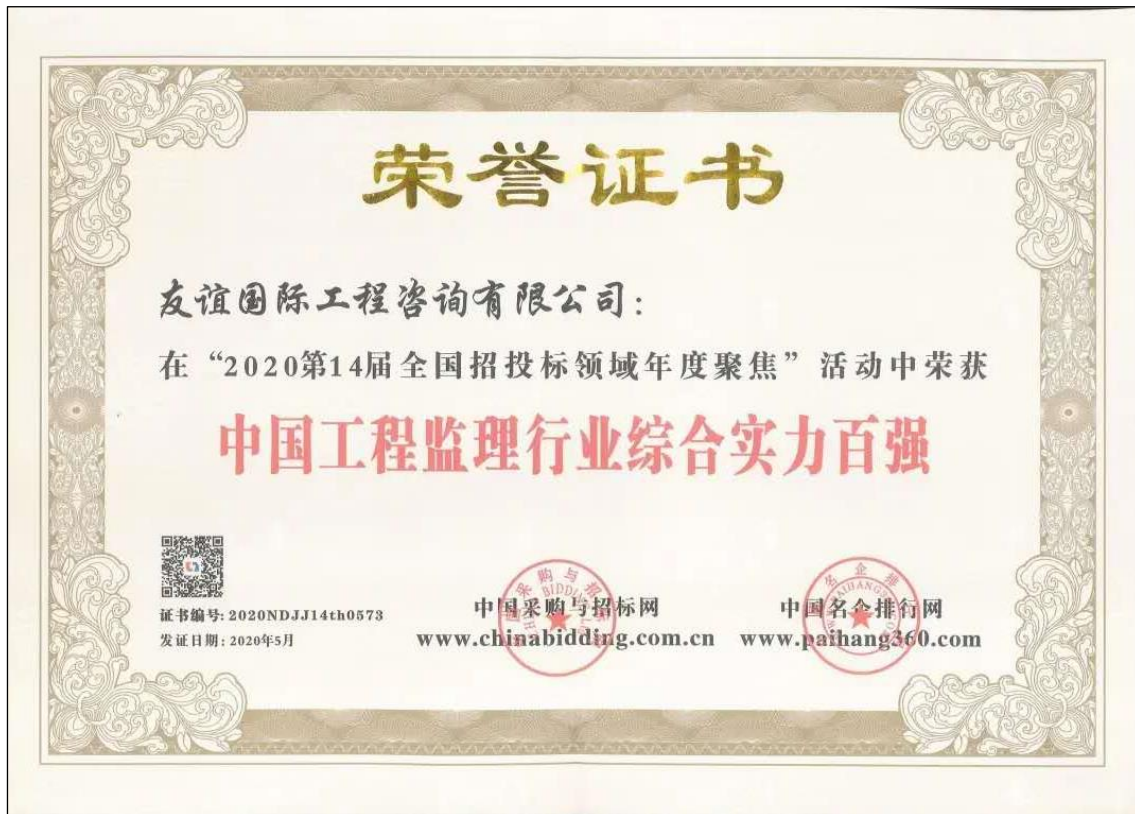 荣誉证书
友谊国际工程咨询有限公司:
在“2020第14届全国招投标领域年度聚焦”活动中荣获
中国工程监理行业综合实力百强
证书编号: 2020NDJJ14th0573
发证日期: 2020年5月
中国采购与招标网
www.chinabidding.com.cn
中国名企排行网
www.paihang360.com